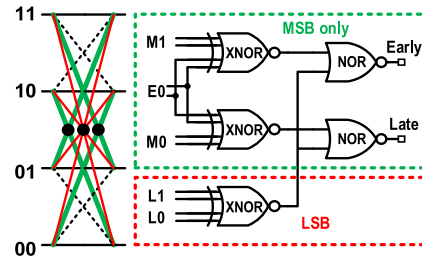 11
10
01
00
MSB only
M1
XNOR
NOR
Early
E0
XNOR
NOR
Late
M0
L1
L0
XNOR
LSB